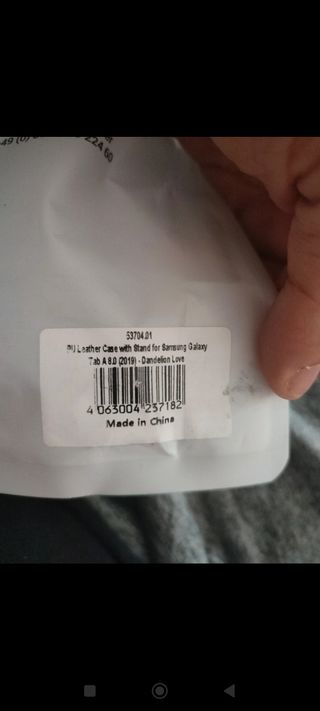 53704.01
PU Leather Case with Stand for Samsung Galaxy
Tab A 8.0 (2019) - Dandelion Love
4 063004 237182
Made in China